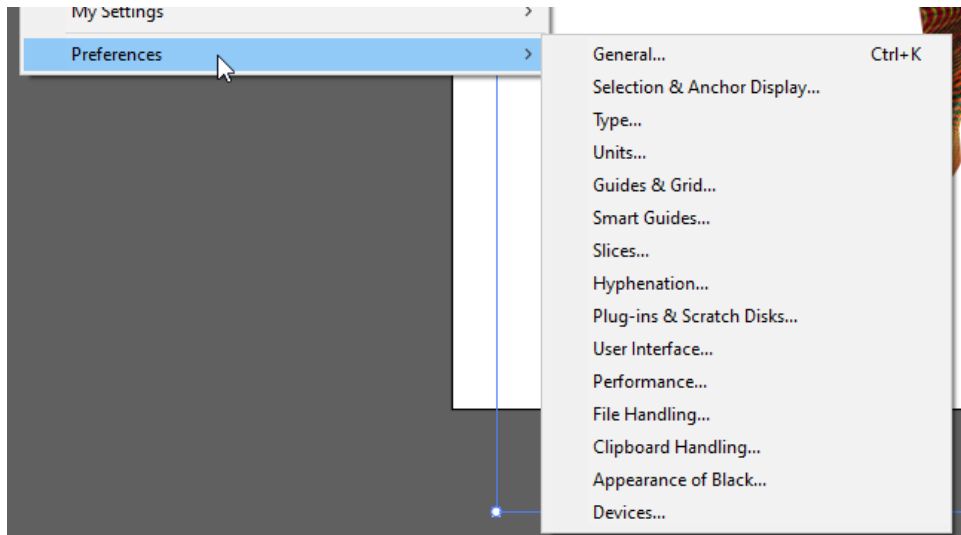 My Settings
Preferences
General... Ctrl+K
Selection & Anchor Display...
Type...
Units...
Guides & Grid...
Smart Guides...
Slices...
Hyphenation...
Plug-ins & Scratch Disks...
User Interface...
Performance...
File Handling...
Clipboard Handling...
Appearance of Black...
Devices...